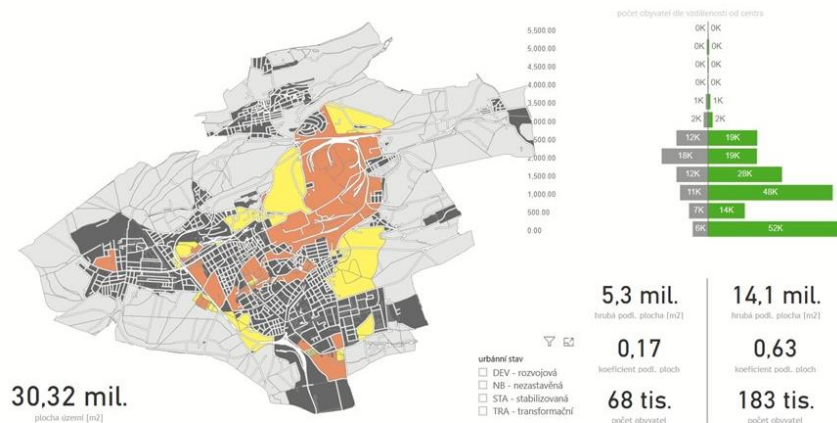 počet obyvatel dle vzdálenosti od centra
5,500.00
5,000.00
4,500.00
4,000.00
3,500.00
3,000.00
2,500.00
2,000.00
1,500.00
1,000.00
500.00
0.00
0K 0K
0K 0K
0K 0K
0K 0K
1K 1K
2K 2K
12K 19K
18K 19K
12K 28K
11K 48K
7K 14K
6K 52K
30,32 mil.
plocha území [m2]
urbánní stav
DEV - rozvojová
NB - nezastavěná
STA - stabilizovaná
TRA - transformační
5,3 mil.
hrubá podl. plocha [m2]
0,17
koeficient podl. ploch
68 tis.
počet obyvatel
14,1 mil.
hrubá podl. plocha [m2]
0,63
koeficient podl. ploch
183 tis.
počet obyvatel